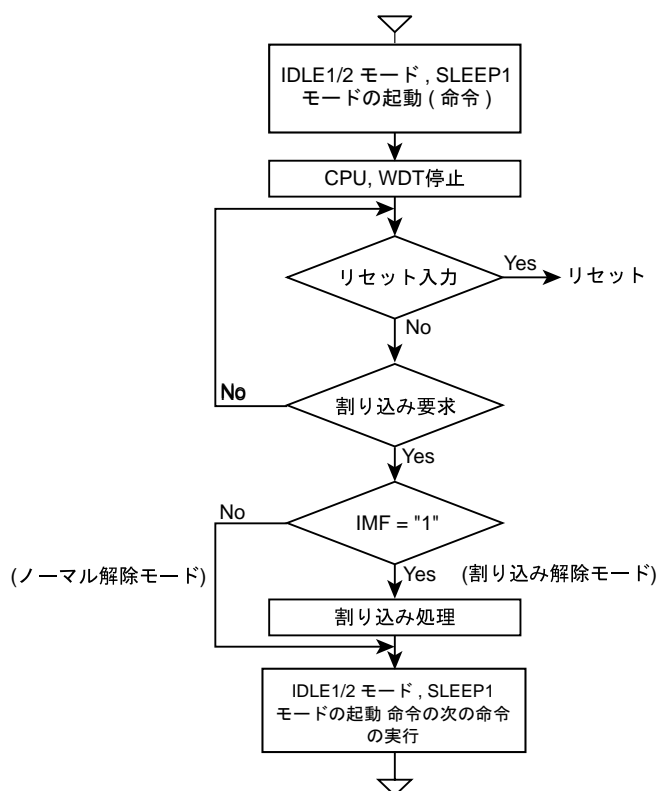 IDLE1/2 モード , SLEEP1
モードの起動 ( 命令 )
CPU, WDT停止
リセット入力
Yes
リセット
No
No
割り込み要求
Yes
No
IMF = "1"
(ノーマル解除モード)
Yes
(割り込み解除モード)
割り込み処理
IDLE1/2 モード , SLEEP1
モードの起動 命令の次の命令
の実行